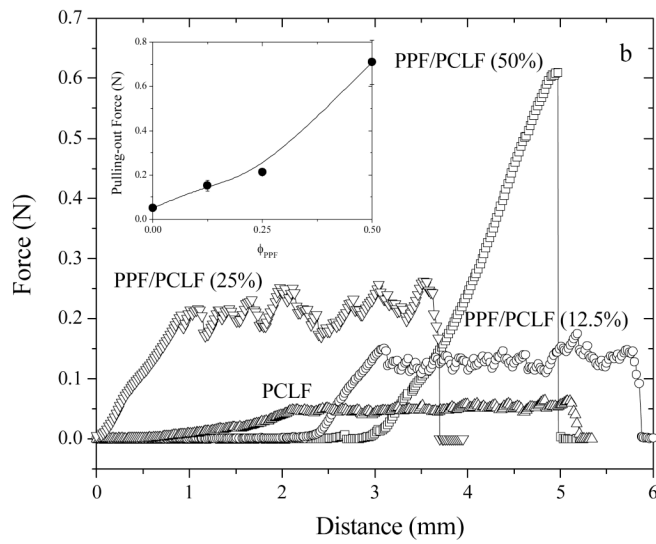 b
0.7
0.6
0.5
0.4
0.3
0.2
0.1
0.0
Force (N)
0 1 2 3 4 5 6
Distance (mm)
0.8
0.6
0.4
0.2
0.0
Pulling-out Force (N)
0.00 0.25 0.50
ϕPPF
PPF/PCLF (50%)
PPF/PCLF (25%)
PPF/PCLF (12.5%)
PCLF